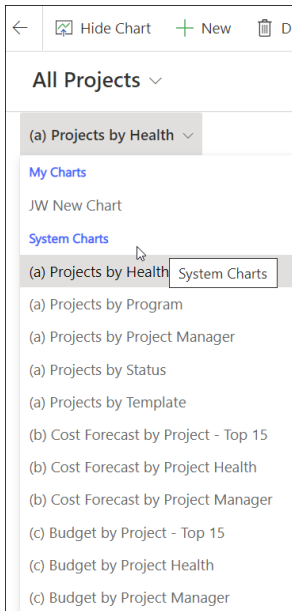 Hide Chart New D
All Projects
(a) Projects by Health
My Charts
JW New Chart
System Charts
(a) Projects by Health System Charts
(a) Projects by Program
(a) Projects by Project Manager
(a) Projects by Status
(a) Projects by Template
(b) Cost Forecast by Project - Top 15
(b) Cost Forecast by Project Health
(b) Cost Forecast by Project Manager
(c) Budget by Project - Top 15
(c) Budget by Project Health
(c) Budget by Project Manager